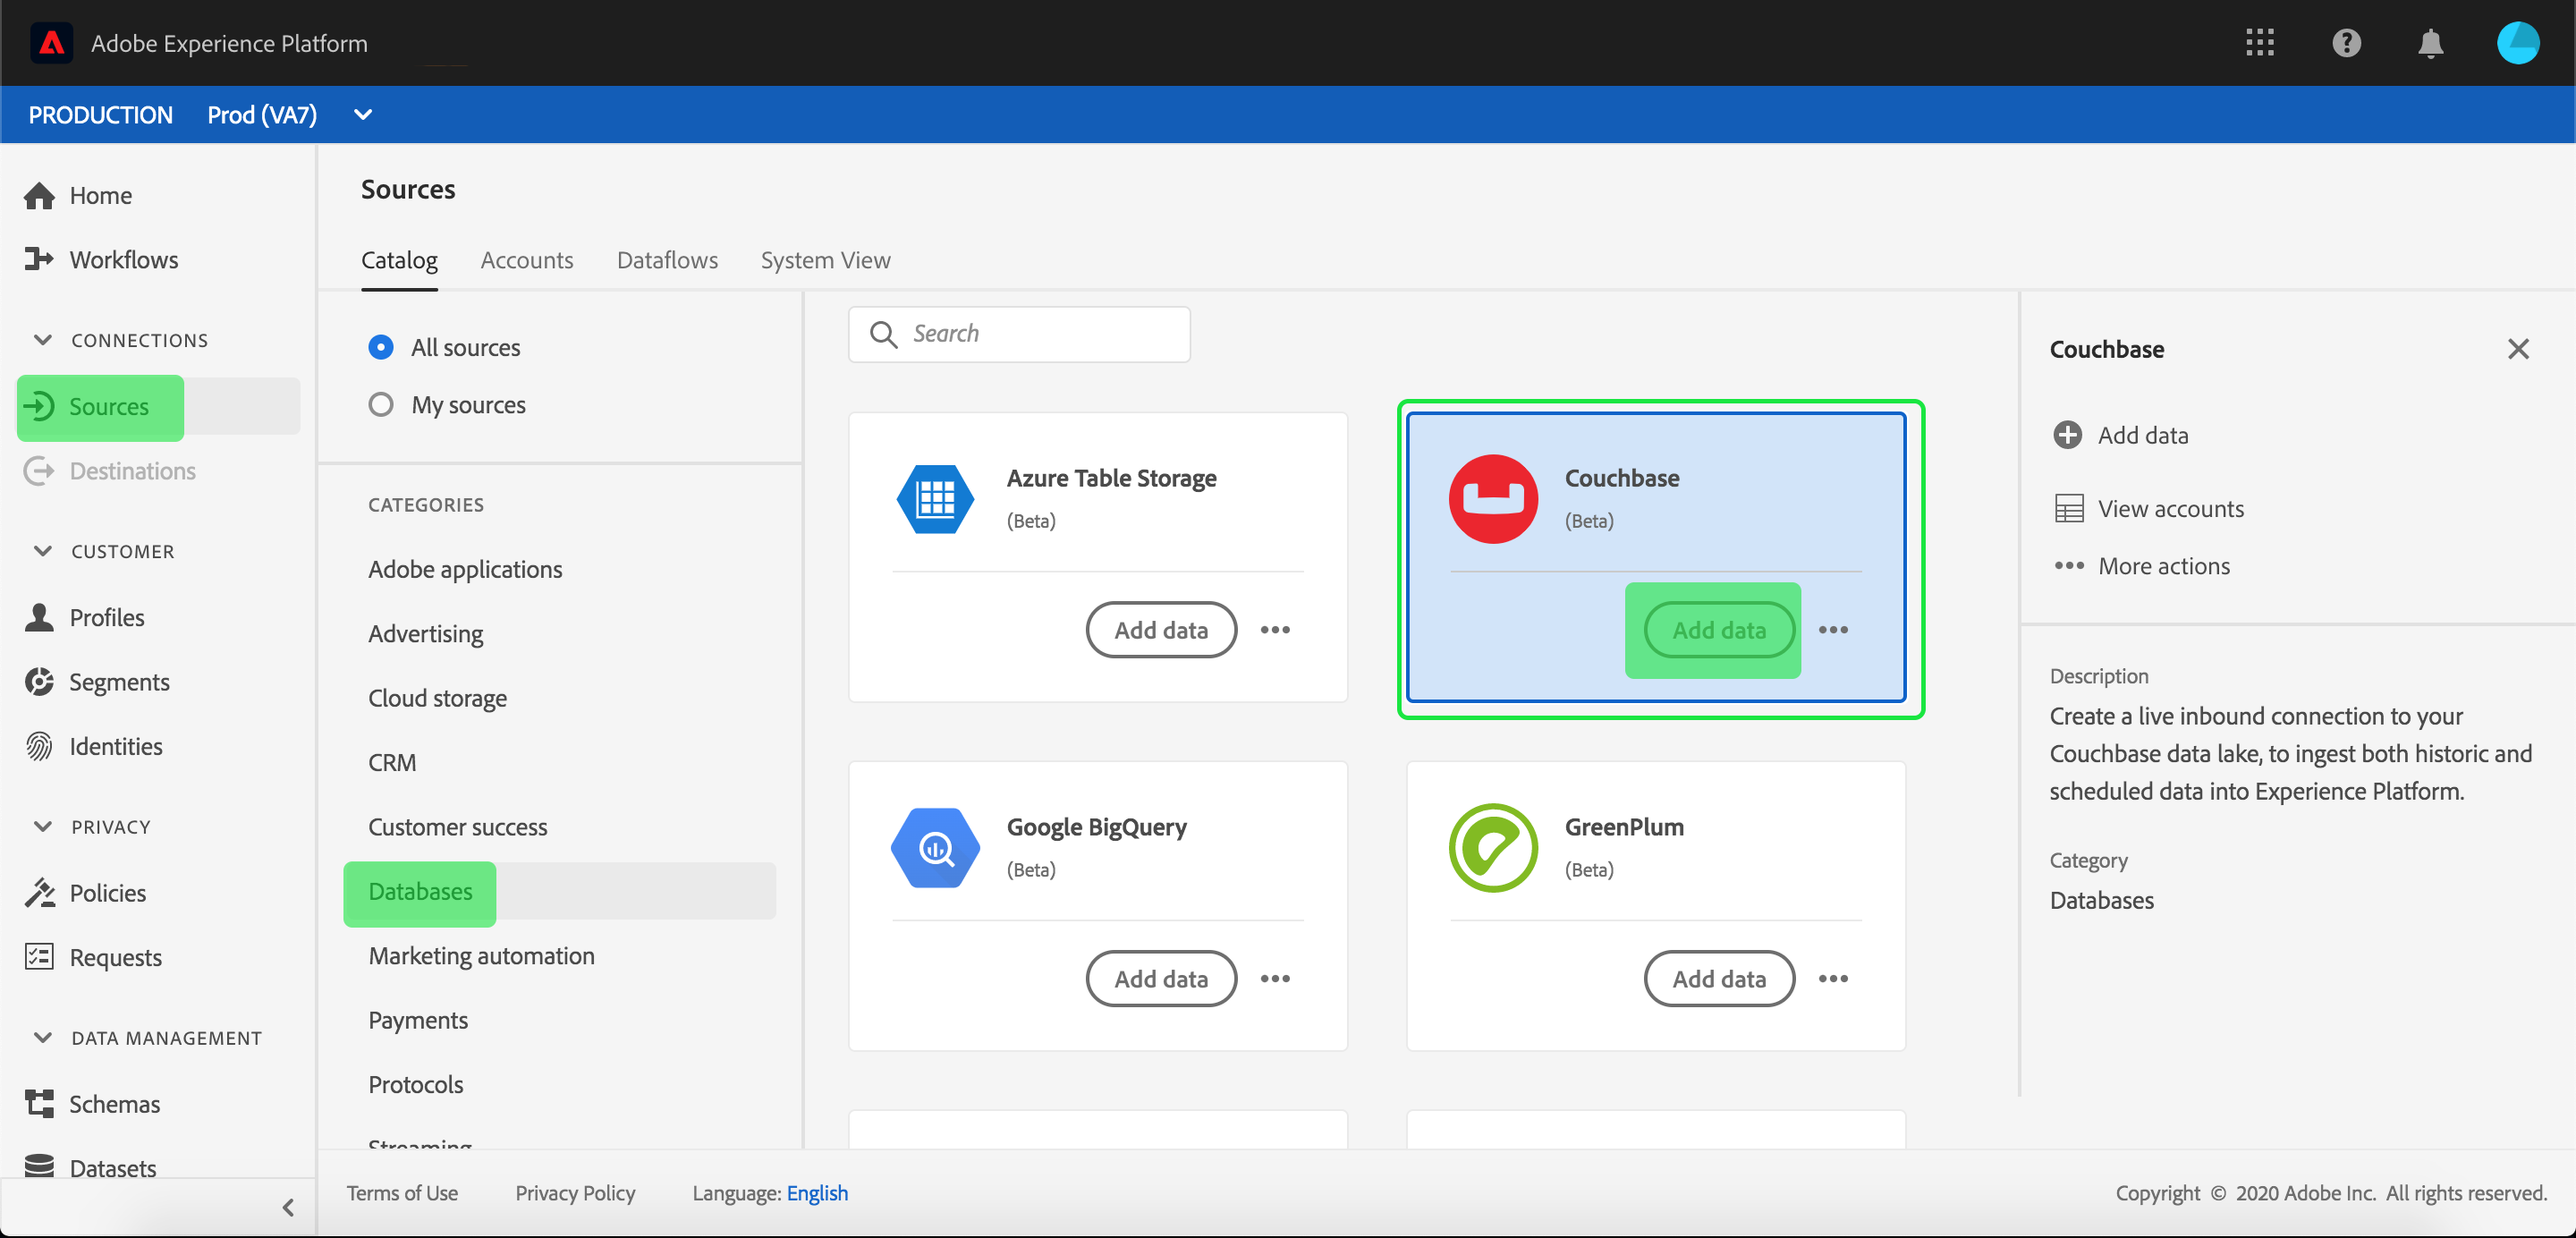 Adobe Experience Platform
PRODUCTION Prod (VA7)
Home
Workflows
CONNECTIONS
Sources
Destinations
CUSTOMER
Profiles
Segments
Identities
PRIVACY
Policies
Requests
DATA MANAGEMENT
Schemas
Datasets
Sources
Catalog Accounts Dataflows System View
All sources
My sources
CATEGORIES
Adobe applications
Advertising
Cloud storage
CRM
Customer success
Databases
Marketing automation
Payments
Protocols
Streaming
Search
Azure Table Storage
(Beta)
Add data
Couchbase
(Beta)
Add data
Google BigQuery
(Beta)
Add data
GreenPlum
(Beta)
Add data
Couchbase
Add data
View accounts
More actions
Description
Create a live inbound connection to your
Couchbase data lake, to ingest both historic and
scheduled data into Experience Platform.
Category
Databases
Terms of Use Privacy Policy Language: English
Copyright © 2020 Adobe Inc. All rights reserved.